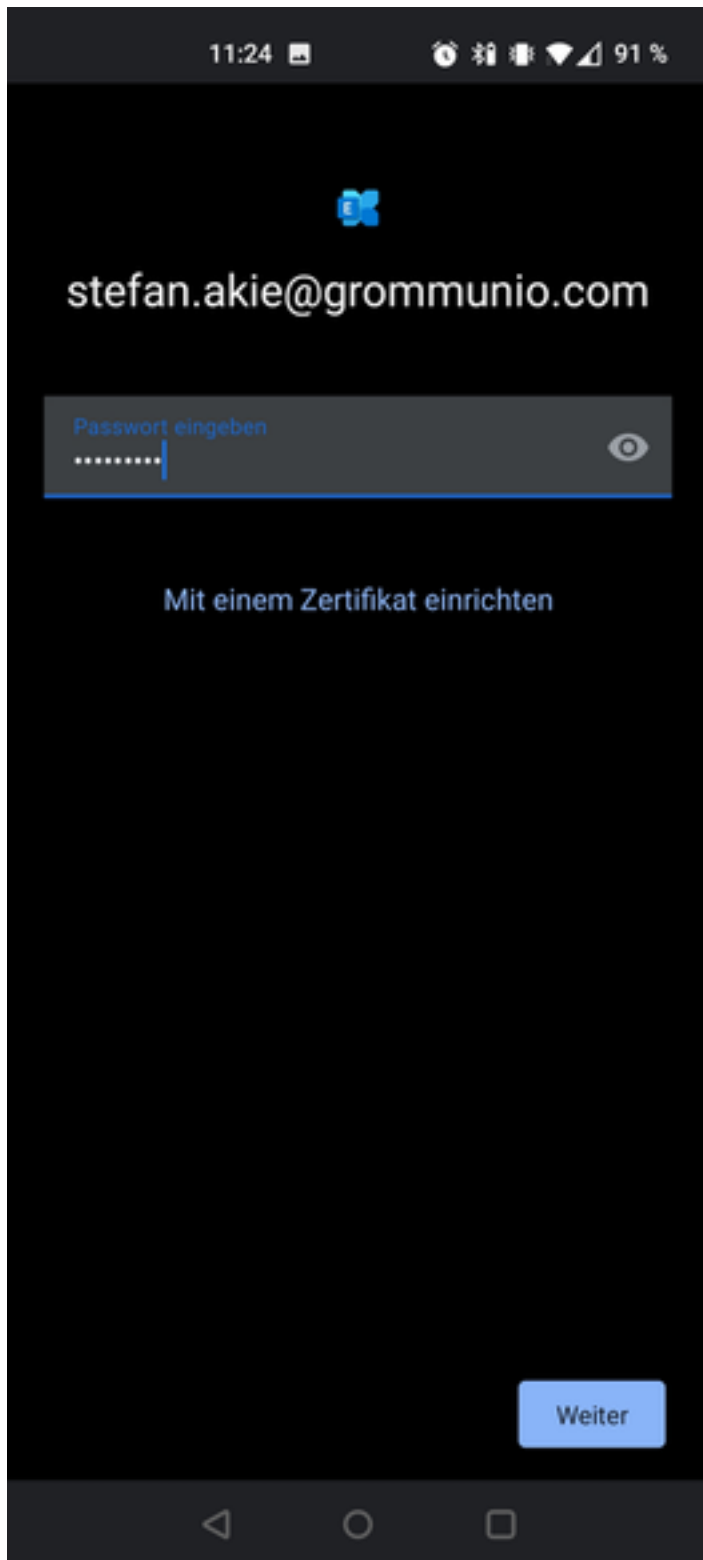 11:24 91 %
E
stefan.akie@grommunio.com
Passwort eingeben
•••••••••
Mit einem Zertifikat einrichten
Weiter